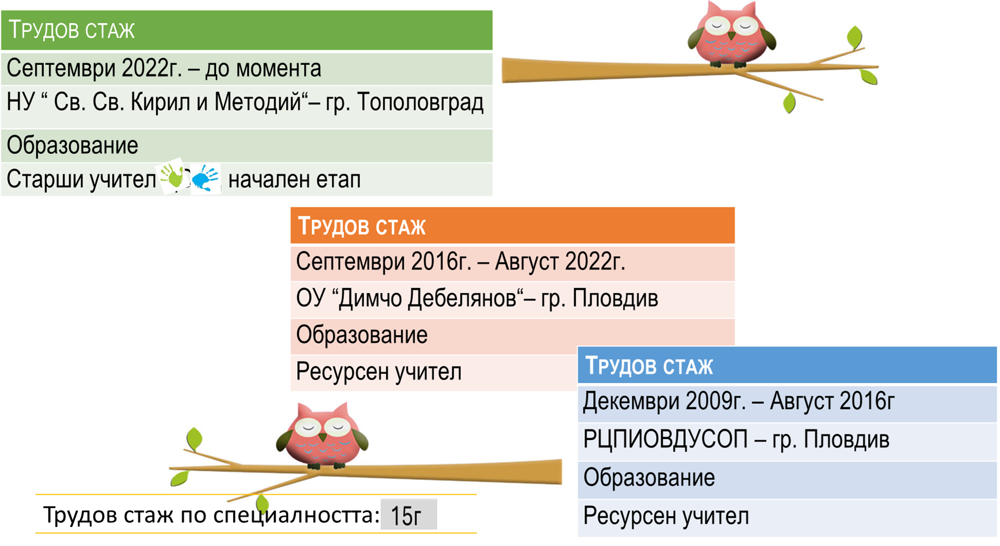 Трудов стаж
Септември 2022г. – до момента
НУ “ Св. Св. Кирил и Методий“– гр. Тополовград
Образование
Старши учител начален етап
Трудов стаж
Септември 2016г. – Август 2022г.
ОУ “Димчо Дебелянов“– гр. Пловдив
Образование
Ресурсен учител
Трудов стаж
Декември 2009г. – Август 2016г
РЦПИОВДУСОП – гр. Пловдив
Образование
Ресурсен учител
Трудов стаж по специалността: 15г